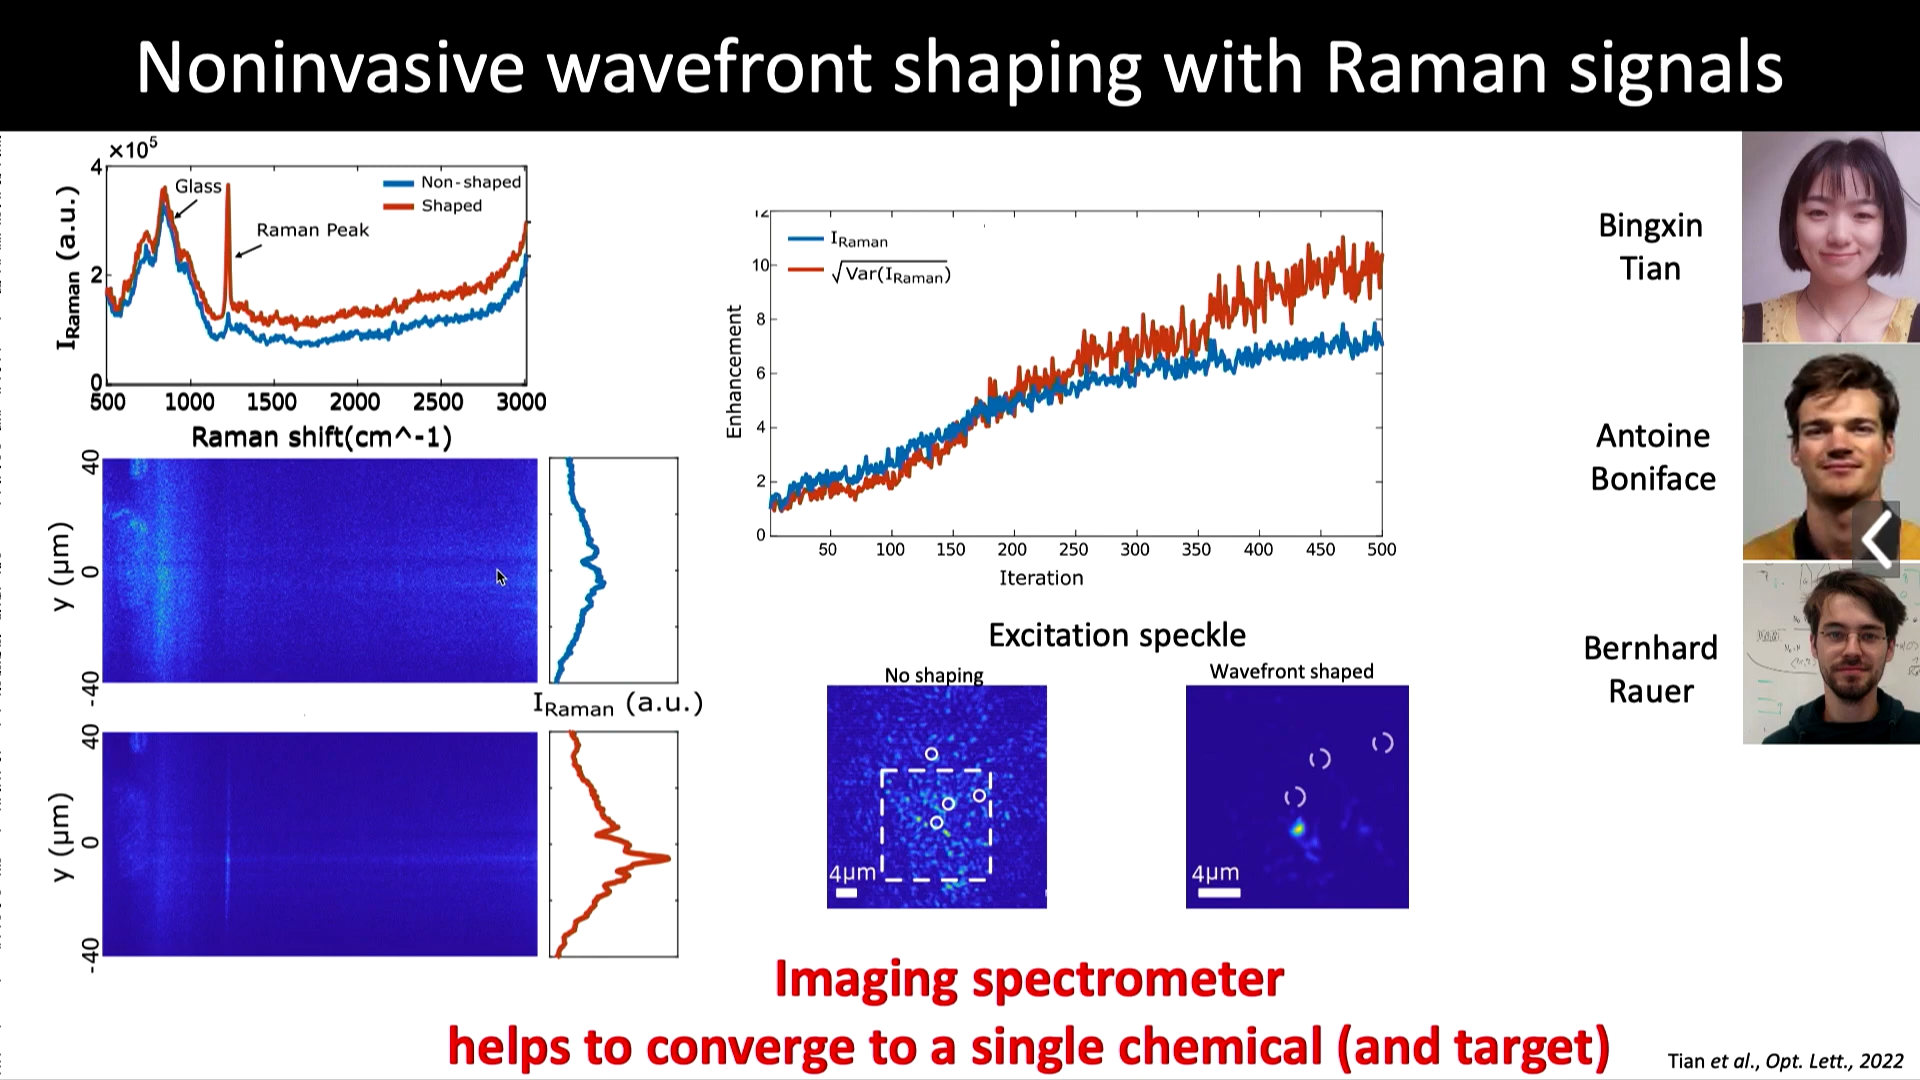 Noninvasive wavefront shaping with Raman signals
×10⁵
4
2
0
I_Raman (a.u.)
Glass
Raman Peak
Non-shaped
Shaped
500 1000 1500 2000 2500 3000
Raman shift(cm^-1)
40
0
-40
y (µm)
I_Raman (a.u.)
40
0
-40
y (µm)
12
10
8
6
4
2
0
Enhancement
I_Raman
√Var(I_Raman)
50 100 150 200 250 300 350 400 450 500
Iteration
Excitation speckle
No shaping
Wavefront shaped
4µm
4µm
Bingxin
Tian
Antoine
Boniface
Bernhard
Rauer
Imaging spectrometer
helps to converge to a single chemical (and target)
Tian et al., Opt. Lett., 2022